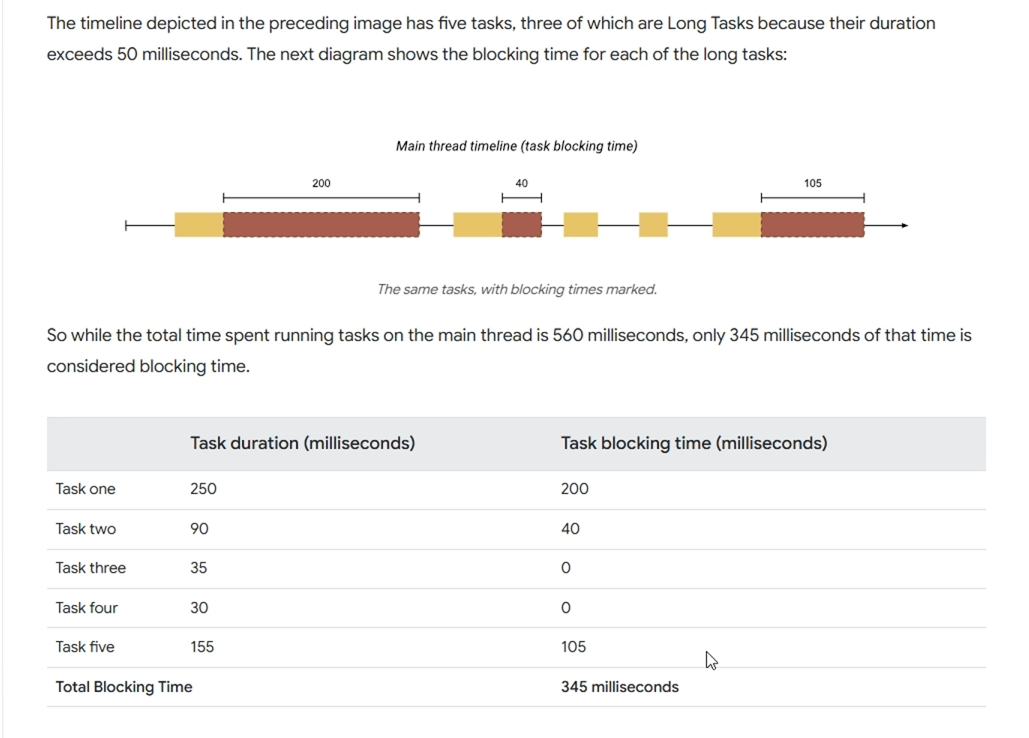 The timeline depicted in the preceding image has five tasks, three of which are Long Tasks because their duration
exceeds 50 milliseconds. The next diagram shows the blocking time for each of the long tasks:
Main thread timeline (task blocking time)
200 40 105
The same tasks, with blocking times marked.
So while the total time spent running tasks on the main thread is 560 milliseconds, only 345 milliseconds of that time is
considered blocking time.
Task duration (milliseconds) Task blocking time (milliseconds)
Task one 250 200
Task two 90 40
Task three 35 0
Task four 30 0
Task five 155 105
Total Blocking Time 345 milliseconds